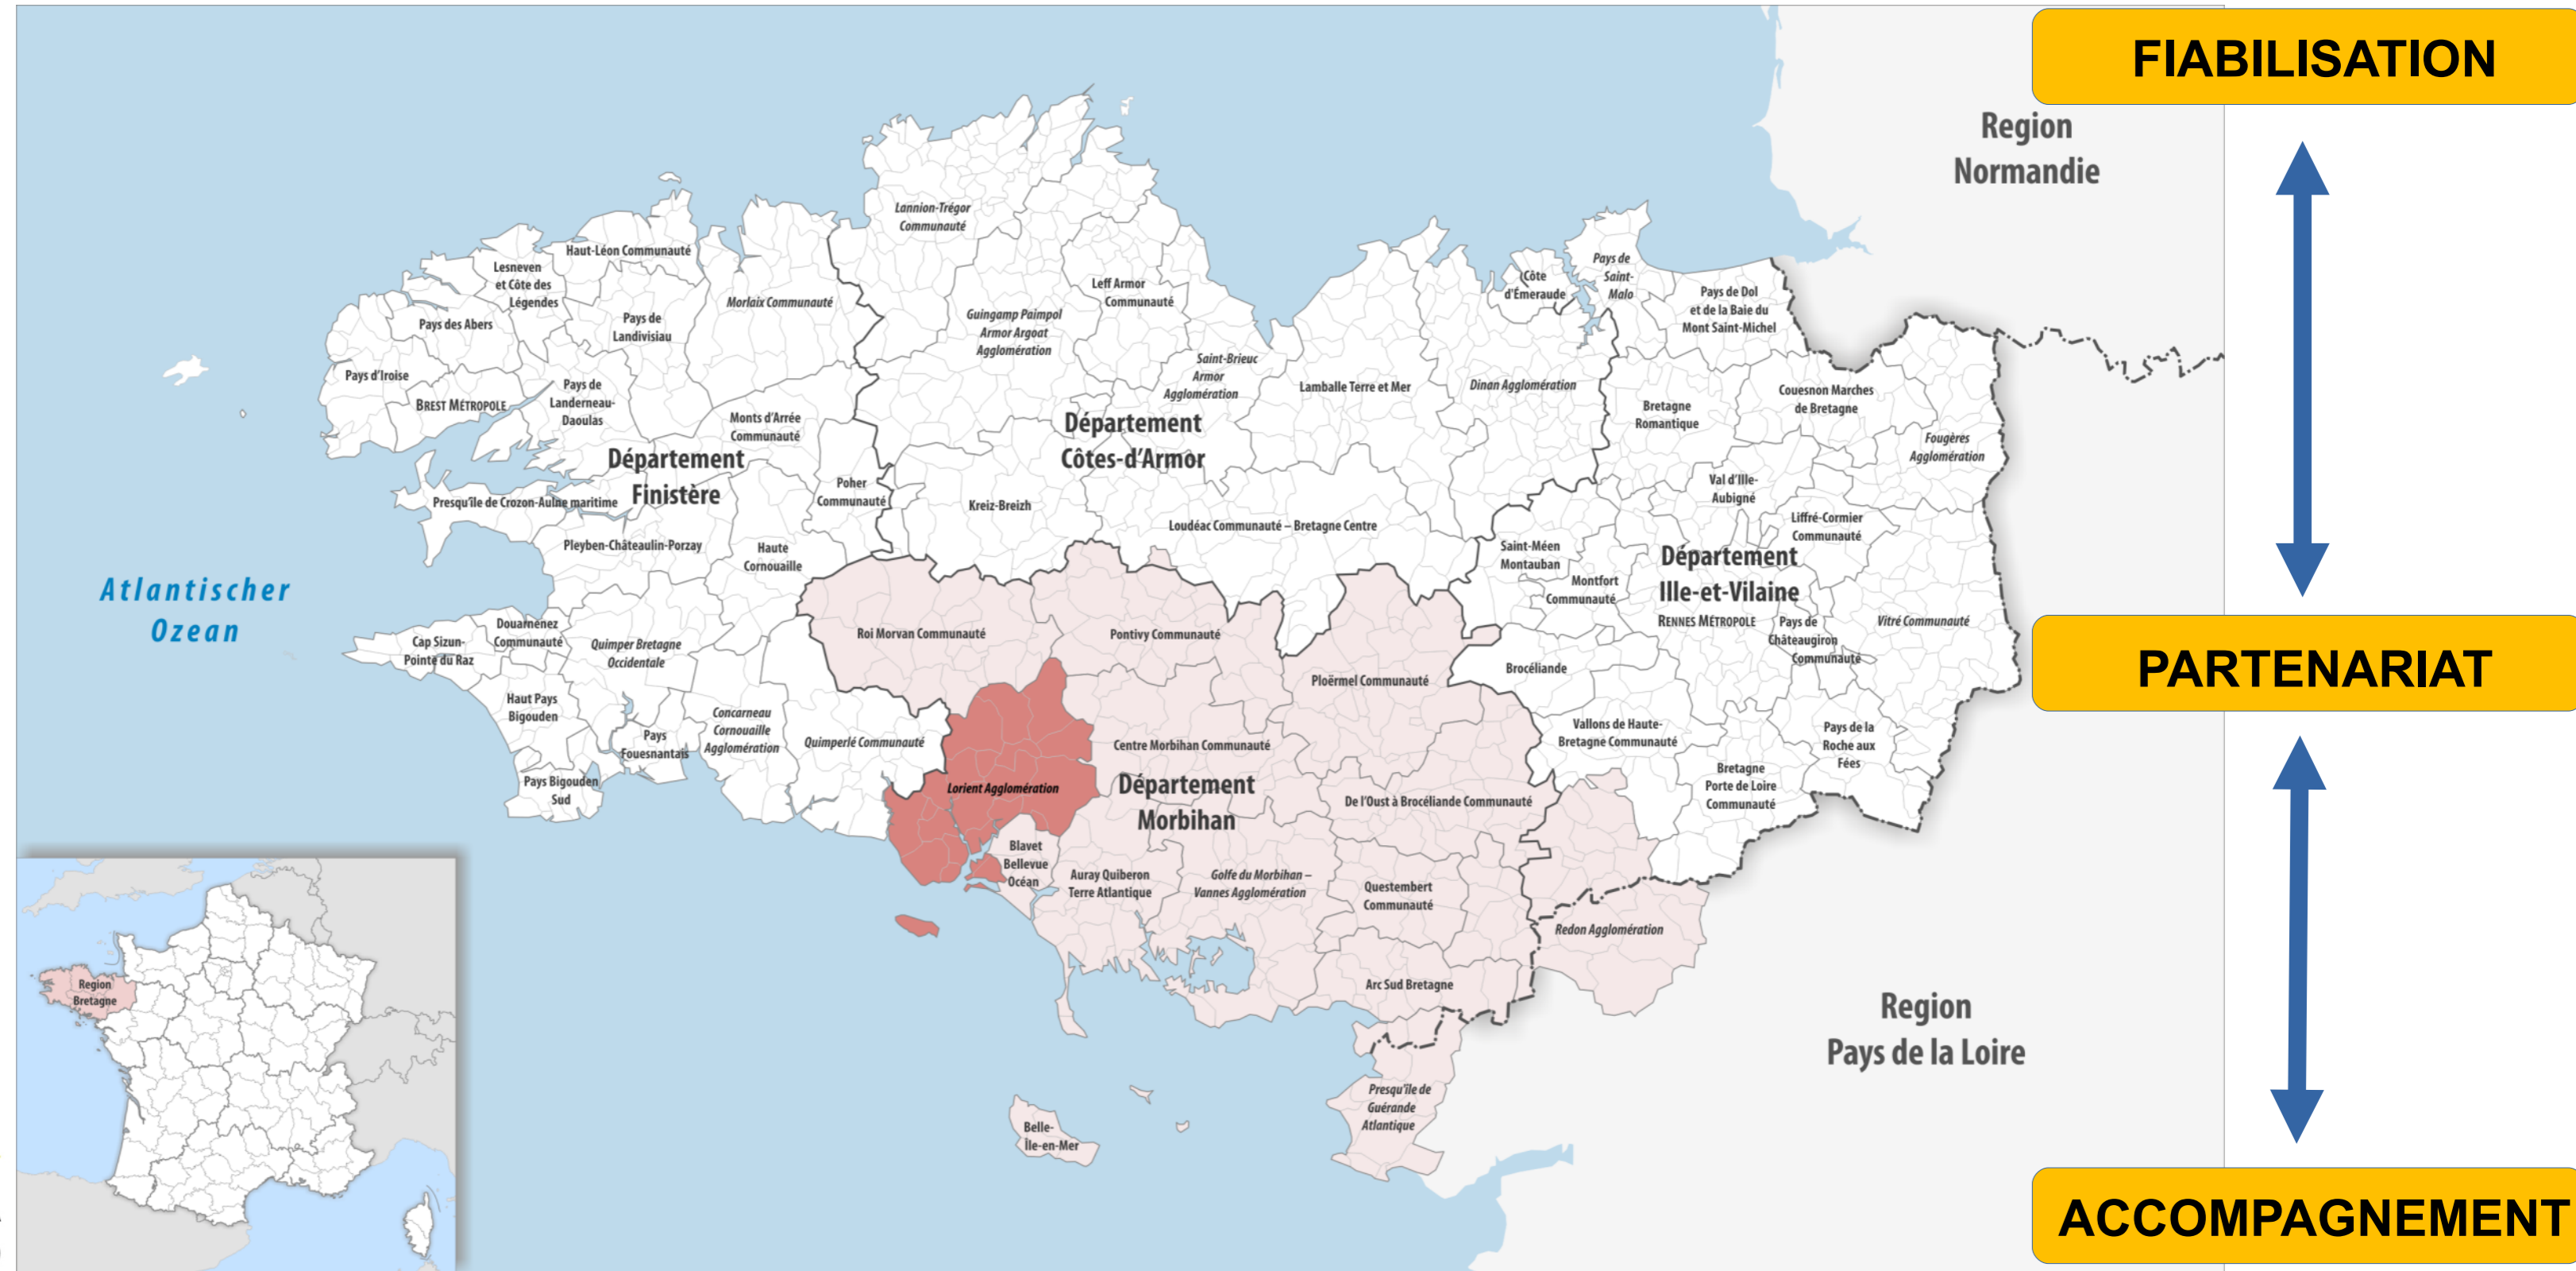 FIABILISATION
Region
Normandie
Lannion-Trégor
Communauté
Haut-Léon Communauté
Lesneven
et Côte des
Légendes
Morlaix Communauté
Leff Armor
Communauté
Côte
d'Émeraude
Pays de
Saint-
Malo
Pays de Dol
et de la Baie du
Mont Saint-Michel
Pays des Abers
Pays de
Landivisiau
Guingamp Paimpol
Armor Argoat
Agglomération
Saint-Brieuc
Armor
Agglomération
Pays d'Iroise
BREST MÉTROPOLE
Pays de
Landerneau-
Daoulas
Monts d'Arrée
Communauté
Lamballe Terre et Mer
Dinan Agglomération
Bretagne
Romantique
Couesnon Marches
de Bretagne
Fougères
Agglomération
Département
Finistère
Département
Côtes-d'Armor
Poher
Communauté
Presqu'île de Crozon-Aulne maritime
Kreiz-Breizh
Loudéac Communauté – Bretagne Centre
Val d'Ille-
Aubigné
Liffré-Cormier
Communauté
Pleyben-Châteaulin-Porzay
Haute
Cornouaille
Saint-Méen
Montauban
Montfort
Communauté
Département
Ille-et-Vilaine
RENNES MÉTROPOLE
Pays de
Châteaugiron
Communauté
Vitré Communauté
Atlantischer
Ozean
Douarnenez
Communauté
Cap Sizun-
Pointe du Raz
Quimper Bretagne
Occidentale
Roi Morvan Communauté
Pontivy Communauté
Ploërmel Communauté
Brocéliande
PARTENARIAT
Haut Pays
Bigouden
Pays
Fouesnantais
Concarneau
Cornouaille
Agglomération
Quimperlé Communauté
Centre Morbihan Communauté
Vallons de Haute-
Bretagne Communauté
Pays de la
Roche aux
Fées
Pays Bigouden
Sud
Lorient Agglomération
Département
Morbihan
De l'Oust à Brocéliande Communauté
Bretagne
Porte de Loire
Communauté
Blavet
Bellevue
Océan
Auray Quiberon
Terre Atlantique
Golfe du Morbihan –
Vannes Agglomération
Questembert
Communauté
Redon Agglomération
Arc Sud Bretagne
Region
Bretagne
Region
Pays de la Loire
Presqu'île de
Guérande
Atlantique
Belle-
Île-en-Mer
ACCOMPAGNEMENT